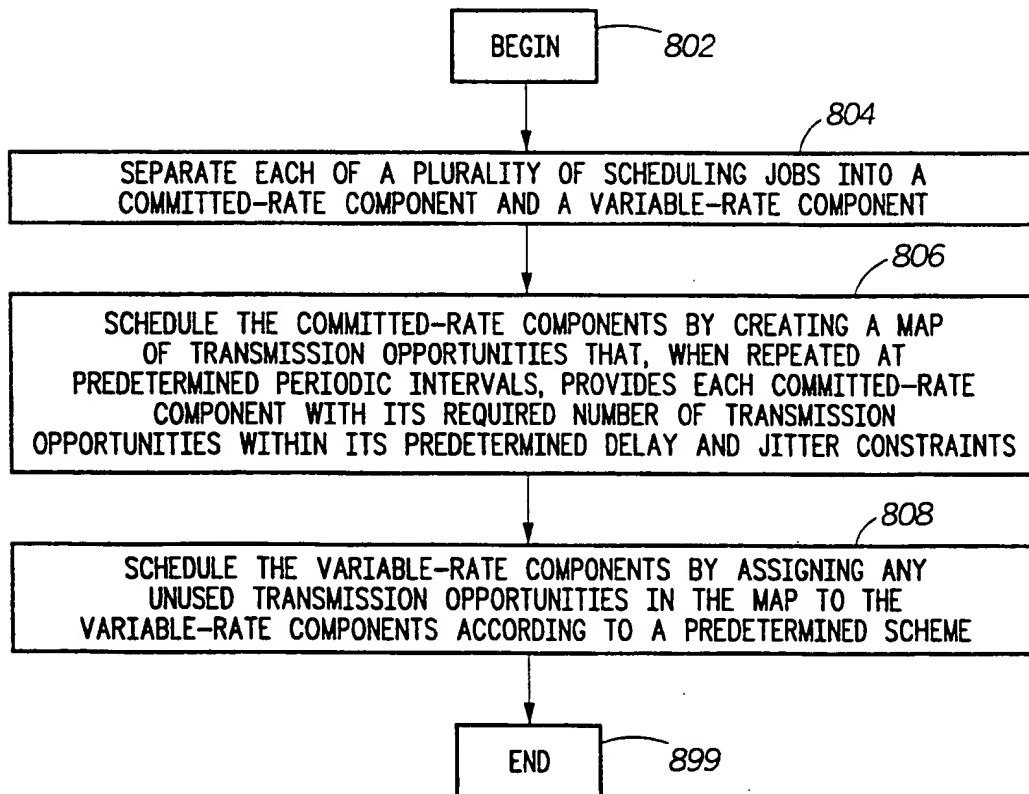 BEGIN
802
804
SEPARATE EACH OF A PLURALITY OF SCHEDULING JOBS INTO A
COMMITTED-RATE COMPONENT AND A VARIABLE-RATE COMPONENT
806
SCHEDULE THE COMMITTED-RATE COMPONENTS BY CREATING A MAP
OF TRANSMISSION OPPORTUNITIES THAT, WHEN REPEATED AT
PREDETERMINED PERIODIC INTERVALS, PROVIDES EACH COMMITTED-RATE
COMPONENT WITH ITS REQUIRED NUMBER OF TRANSMISSION
OPPORTUNITIES WITHIN ITS PREDETERMINED DELAY AND JITTER CONSTRAINTS
808
SCHEDULE THE VARIABLE-RATE COMPONENTS BY ASSIGNING ANY
UNUSED TRANSMISSION OPPORTUNITIES IN THE MAP TO THE
VARIABLE-RATE COMPONENTS ACCORDING TO A PREDETERMINED SCHEME
END
899